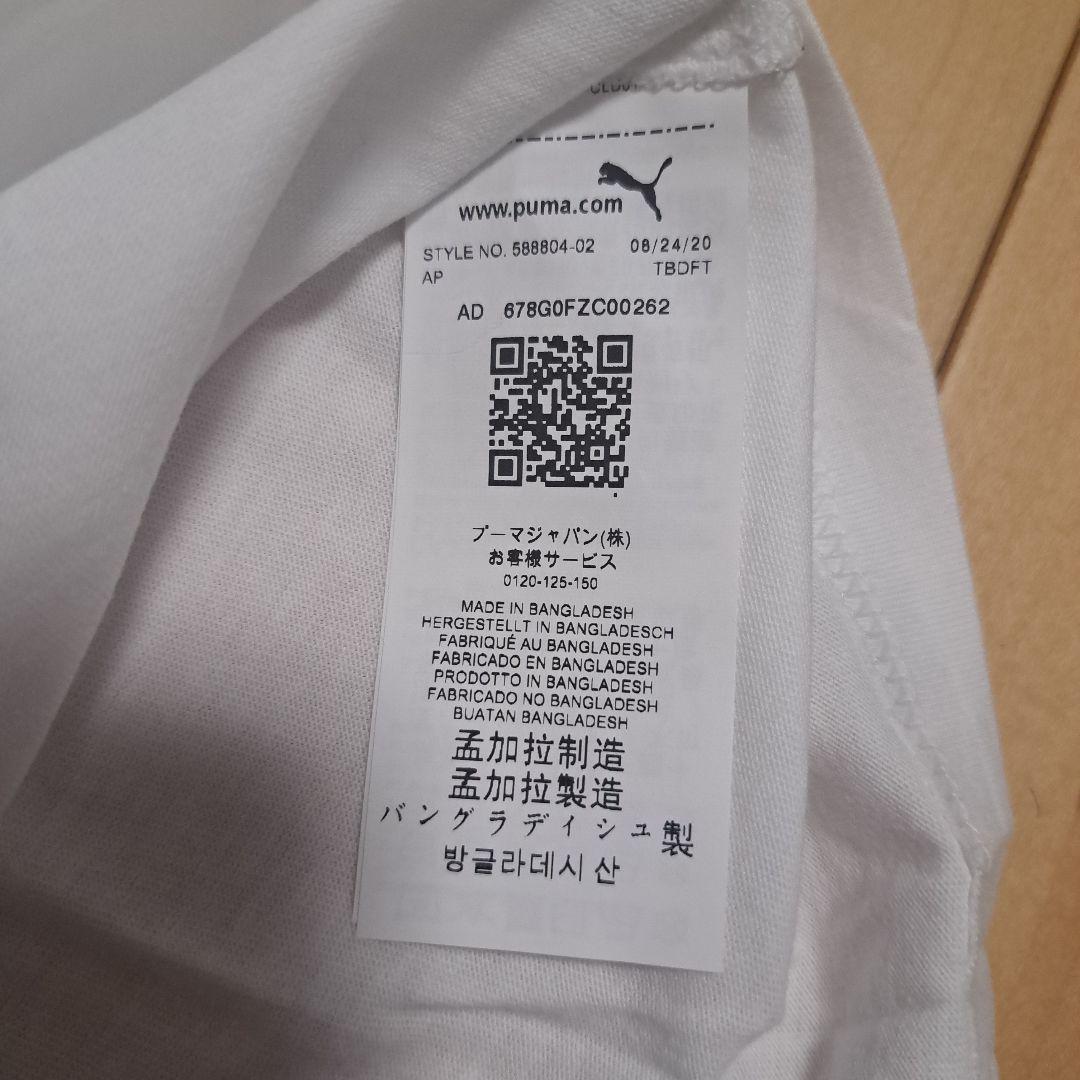 www.puma.com
STYLE NO. 588804-02 08/24/20
AP TBDFT
AD 678G0FZC00262
プーマジャパン(株)
お客様サービス
0120-125-150
MADE IN BANGLADESH
HERGESTELLT IN BANGLADESCH
FABRIQUÉ AU BANGLADESH
FABRICADO EN BANGLADESH
PRODOTTO IN BANGLADESH
FABRICADO NO BANGLADESH
BUATAN BANGLADESH
孟加拉制造
孟加拉製造
バングラディシュ製
방글라데시 산